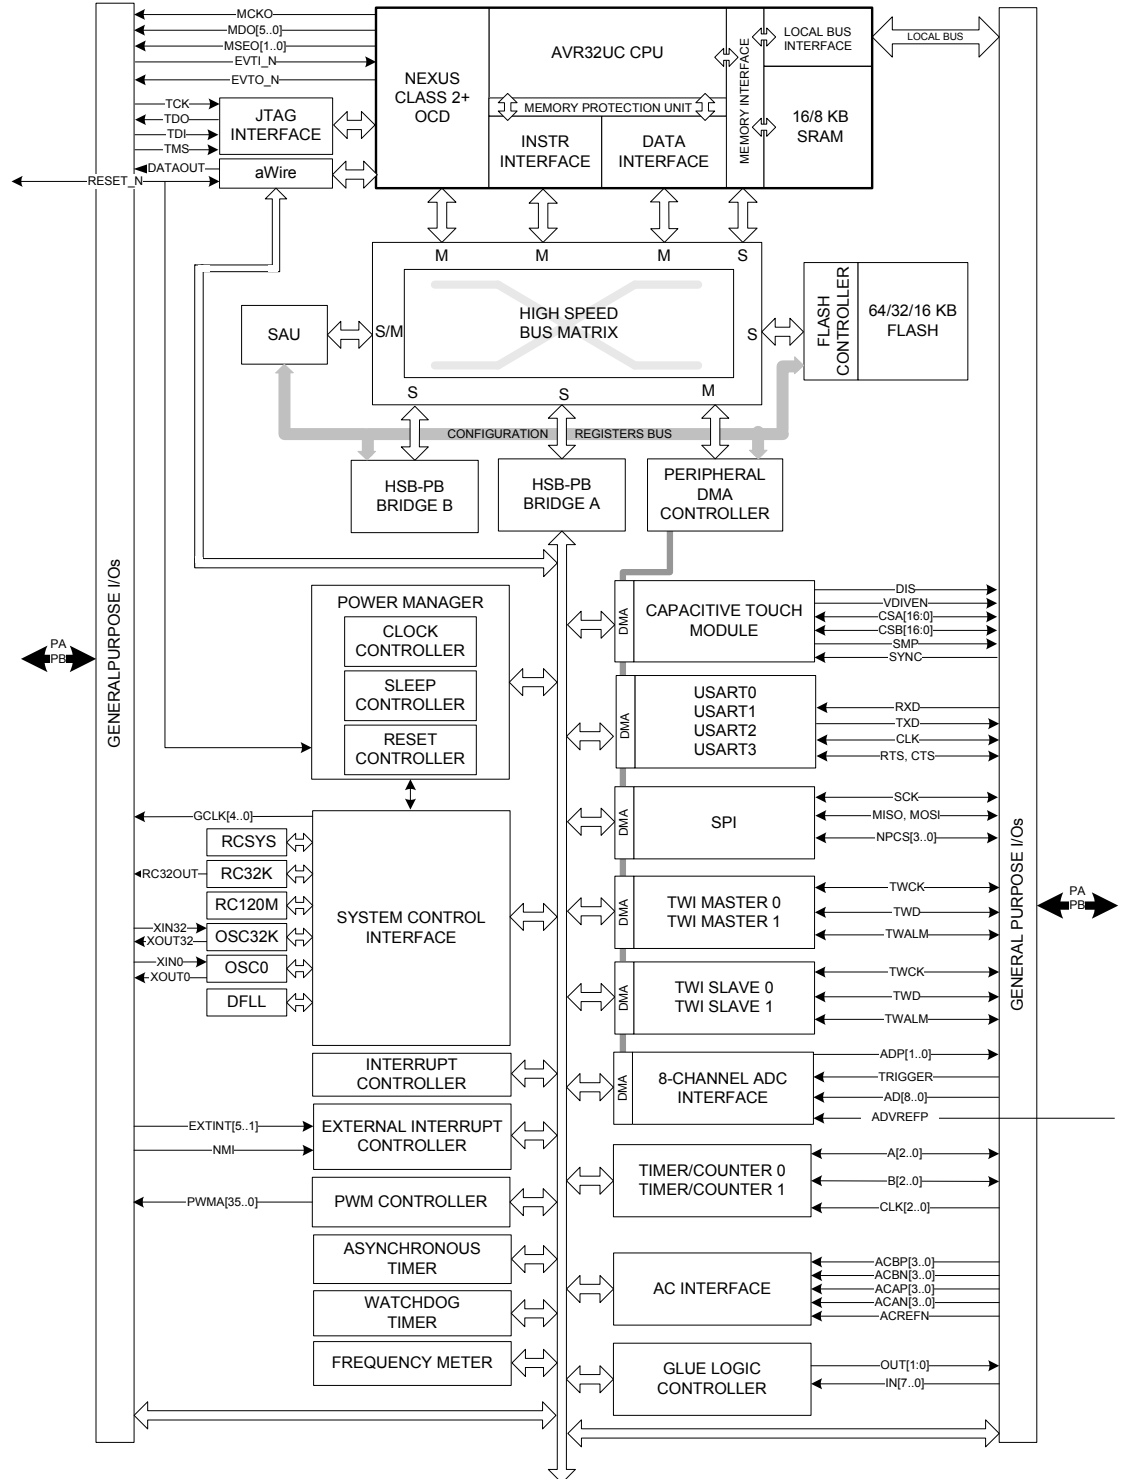 MCKO
MDO[5..0]
MSEO[1..0]
EVTI_N
EVTO_N
TCK
TDO
TDI
TMS
DATAOUT
RESET_N
JTAG
INTERFACE
aWire
NEXUS
CLASS 2+
OCD
AVR32UC CPU
MEMORY PROTECTION UNIT
INSTR
INTERFACE
DATA
INTERFACE
MEMORY INTERFACE
LOCAL BUS
INTERFACE
16/8 KB
SRAM
LOCAL BUS
M
M
M
S
SAU
S/M
HIGH SPEED
BUS MATRIX
S
FLASH
CONTROLLER
64/32/16 KB
FLASH
S
S
M
CONFIGURATION
REGISTERS BUS
HSB-PB
BRIDGE B
HSB-PB
BRIDGE A
PERIPHERAL
DMA
CONTROLLER
GENERALPURPOSE I/Os
PA
PB
POWER MANAGER
CLOCK
CONTROLLER
SLEEP
CONTROLLER
RESET
CONTROLLER
GCLK[4..0]
RCSYS
RC32OUT
RC32K
RC120M
XIN32
XOUT32
OSC32K
XIN0
XOUT0
OSC0
DFLL
SYSTEM CONTROL
INTERFACE
INTERRUPT
CONTROLLER
EXTINT[5..1]
NMI
EXTERNAL INTERRUPT
CONTROLLER
PWMA[35..0]
PWM CONTROLLER
ASYNCHRONOUS
TIMER
WATCHDOG
TIMER
FREQUENCY METER
DMA
CAPACITIVE TOUCH
MODULE
DIS
VDIVEN
CSA[16:0]
CSB[16:0]
SMP
SYNC
DMA
USART0
USART1
USART2
USART3
RXD
TXD
CLK
RTS, CTS
DMA
SPI
SCK
MISO, MOSI
NPCS[3..0]
DMA
TWI MASTER 0
TWI MASTER 1
TWCK
TWD
TWALM
DMA
TWI SLAVE 0
TWI SLAVE 1
TWCK
TWD
TWALM
DMA
8-CHANNEL ADC
INTERFACE
ADP[1..0]
TRIGGER
AD[8..0]
ADVREFP
TIMER/COUNTER 0
TIMER/COUNTER 1
A[2..0]
B[2..0]
CLK[2..0]
AC INTERFACE
ACBP[3..0]
ACBN[3..0]
ACAP[3..0]
ACAN[3..0]
ACREFN
GLUE LOGIC
CONTROLLER
OUT[1:0]
IN[7..0]
GENERAL PURPOSE I/Os
PA
PB